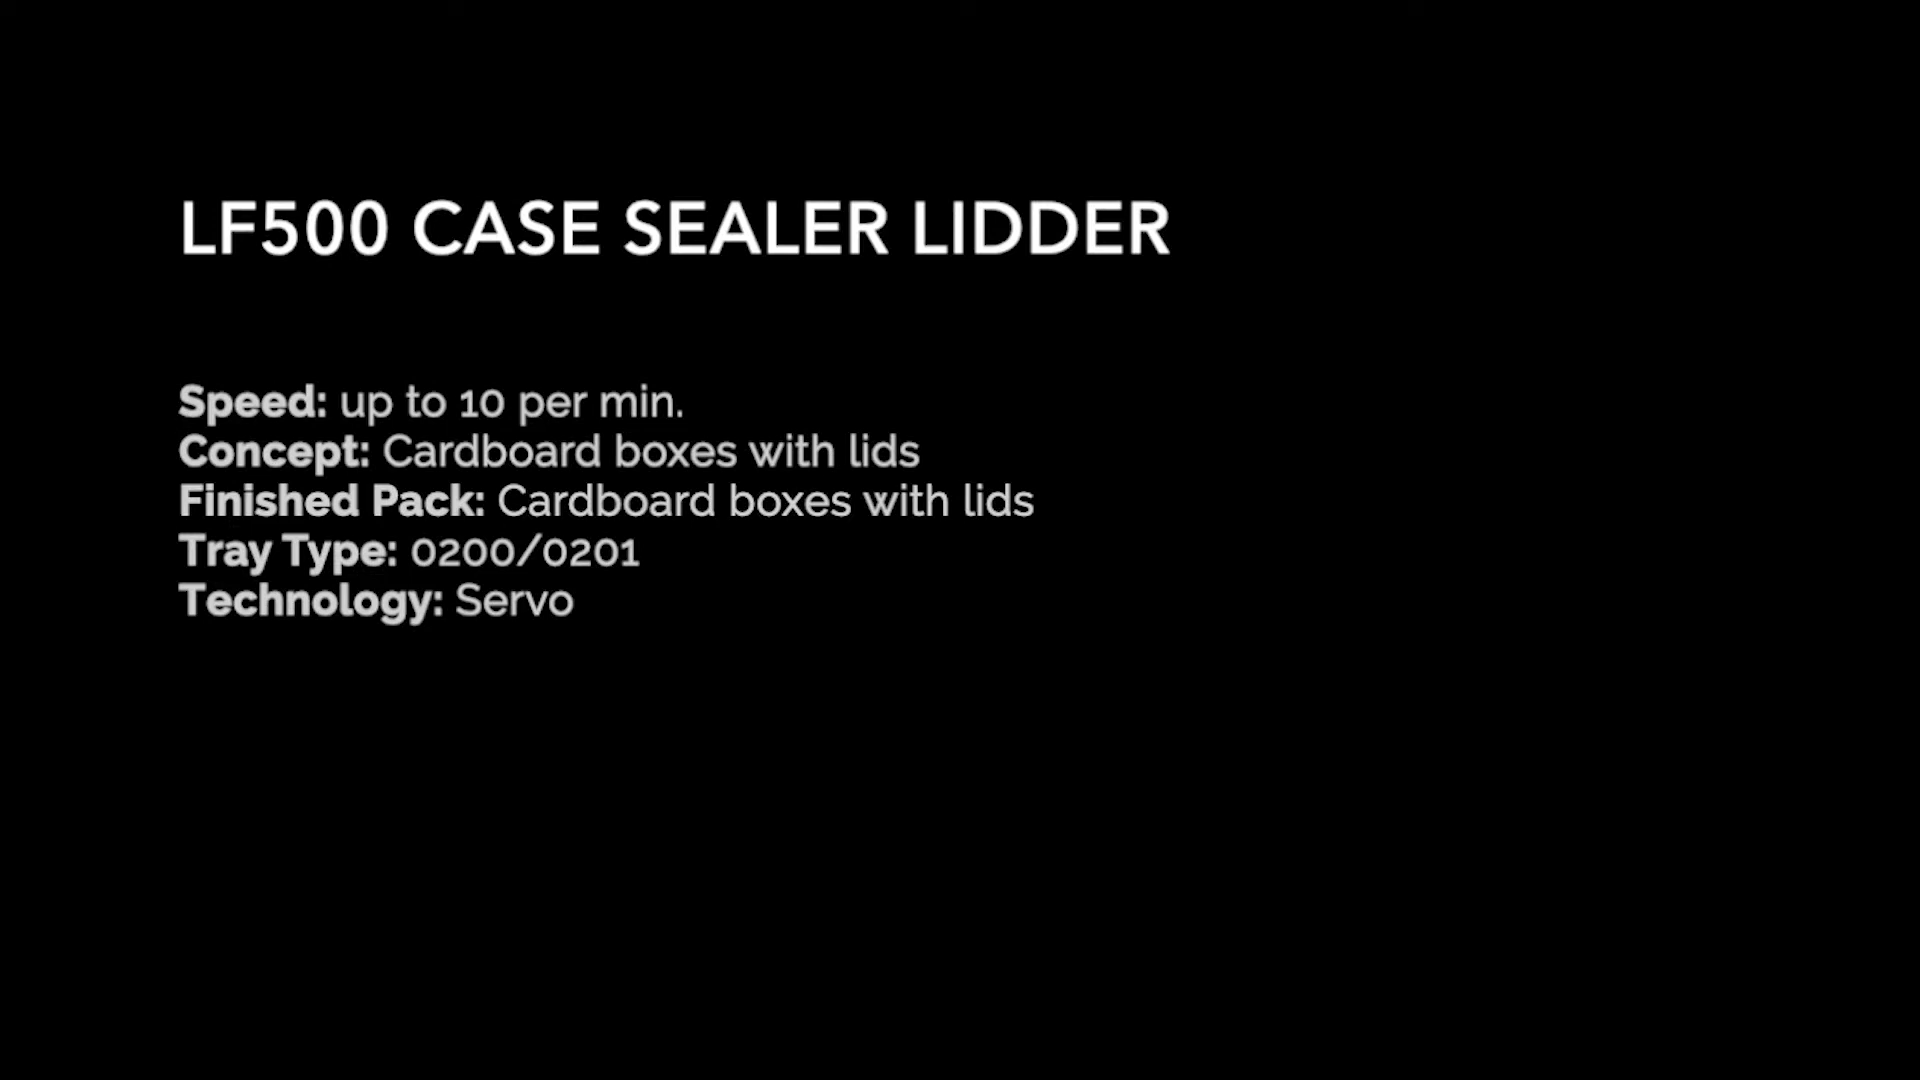 LF500 CASE SEALER LIDDER
Speed: up to 10 per min.
Concept: Cardboard boxes with lids
Finished Pack: Cardboard boxes with lids
Tray Type: 0200/0201
Technology: Servo